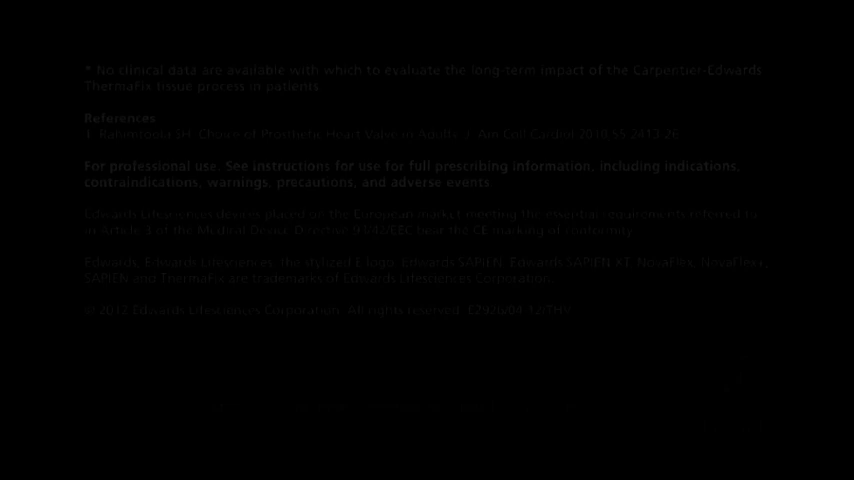 * No clinical data are available with which to evaluate the long-term impact of the Carpentier-Edwards
ThermaFix tissue process in patients
References
1. Rahimtoola SH. Choice of Prosthetic Heart Valve in Adults. J. Am Coll Cardiol 2010;55:2413-26
For professional use. See instructions for use for full prescribing information, including indications,
contraindications, warnings, precautions, and adverse events
Edwards Lifesciences devices placed on the European market meeting the essential requirements referred to
in Article 3 of the Medical Device Directive 93/42/EEC bear the CE marking of conformity.
Edwards, Edwards Lifesciences, the stylized E logo, Edwards SAPIEN, Edwards SAPIEN XT, NovaFlex, NovaFlex+,
SAPIEN and ThermaFix are trademarks of Edwards Lifesciences Corporation.
© 2012 Edwards Lifesciences Corporation. All rights reserved. E2920/04-12/THV